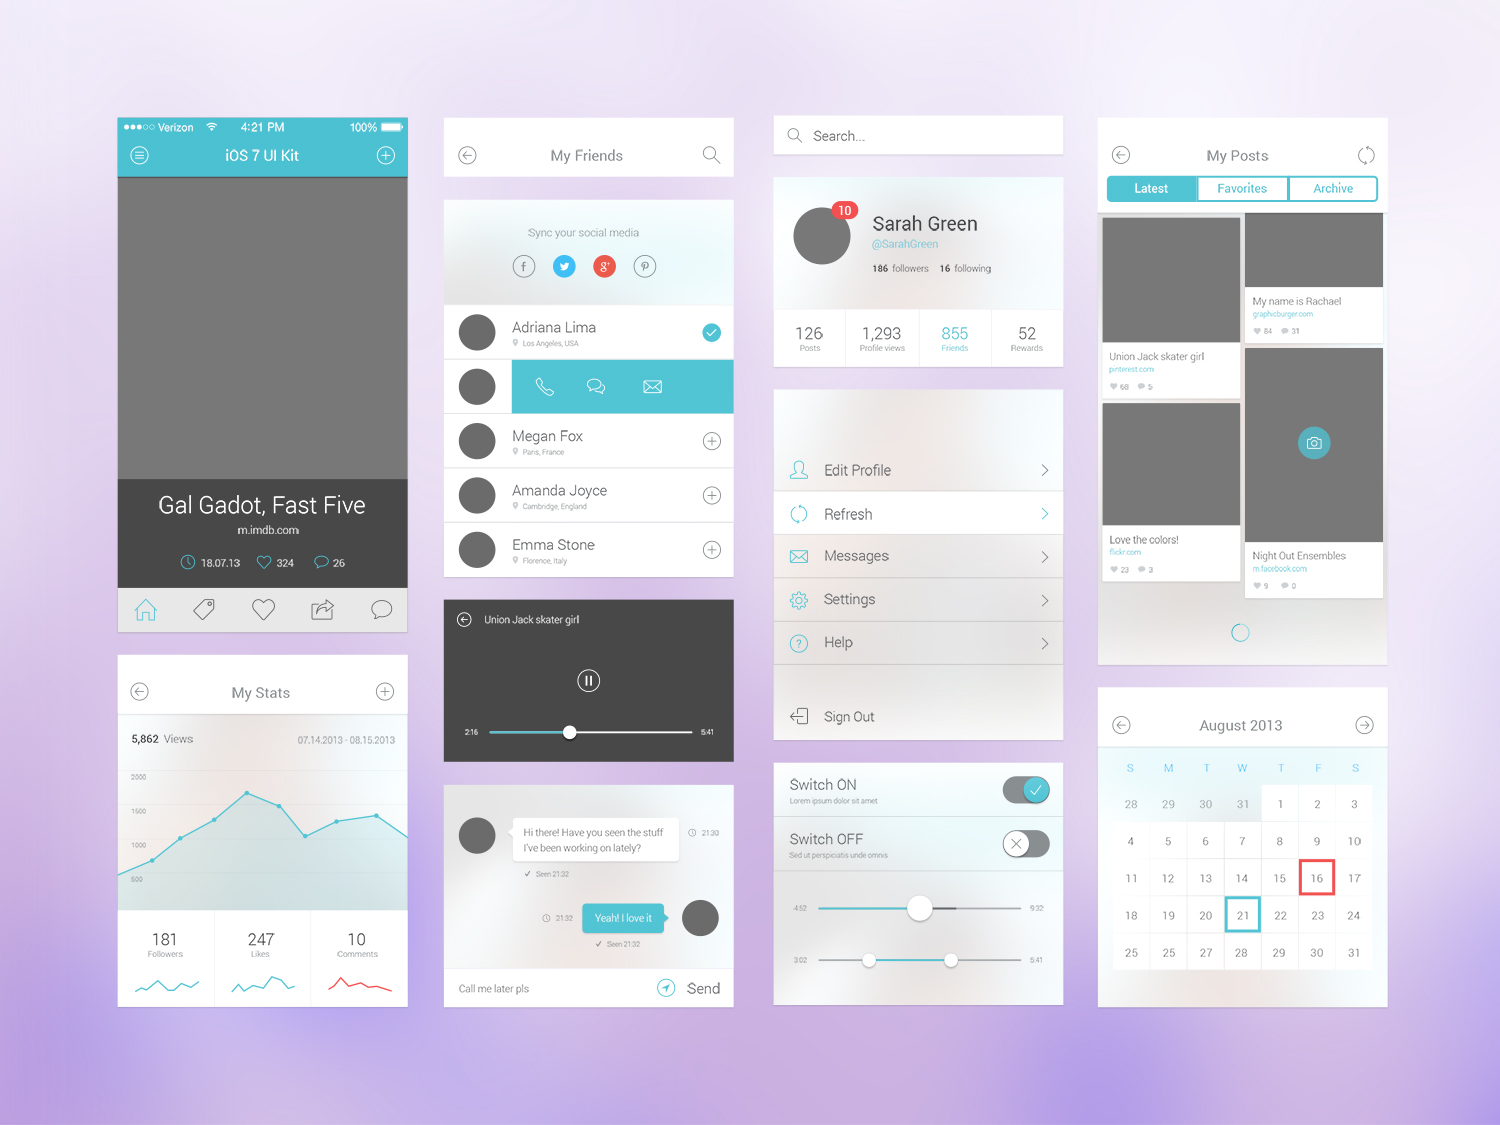 Verizon 4:21 PM 100%
iOS 7 UI Kit
Gal Gadot, Fast Five
m.imdb.com
18.07.13 324 26
My Stats
5,862 Views 07.14.2013 - 08.15.2013
2000
1500
1000
500
181 247 10
Followers Likes Comments
My Friends
Sync your social media
f g+
Adriana Lima
Los Angeles, USA
Megan Fox
Paris, France
Amanda Joyce
Cambridge, England
Emma Stone
Florence, Italy
Union Jack skater girl
2:16 5:41
Hi there! Have you seen the stuff
I've been working on lately?
21:30
Seen 21:32
21:32
Yeah! I love it
Seen 21:32
Call me later pls Send
Search...
10
Sarah Green
@SarahGreen
186 followers 16 following
126 1,293 855 52
Posts Profile views Friends Rewards
Edit Profile
Refresh
Messages
Settings
? Help
Sign Out
Switch ON
Lorem ipsum dolor sit amet
Switch OFF
Sed ut perspiciatis unde omnis
4:52 9:32
3:02 5:41
My Posts
Latest Favorites Archive
Union Jack skater girl
pinterest.com
68 5
Love the colors!
flickr.com
23 3
My name is Rachael
graphicburger.com
84 31
Night Out Ensembles
m.facebook.com
9 0
August 2013
S M T W T F S
28 29 30 31 1 2 3
4 5 6 7 8 9 10
11 12 13 14 15 16 17
18 19 20 21 22 23 24
25 25 27 28 29 30 31